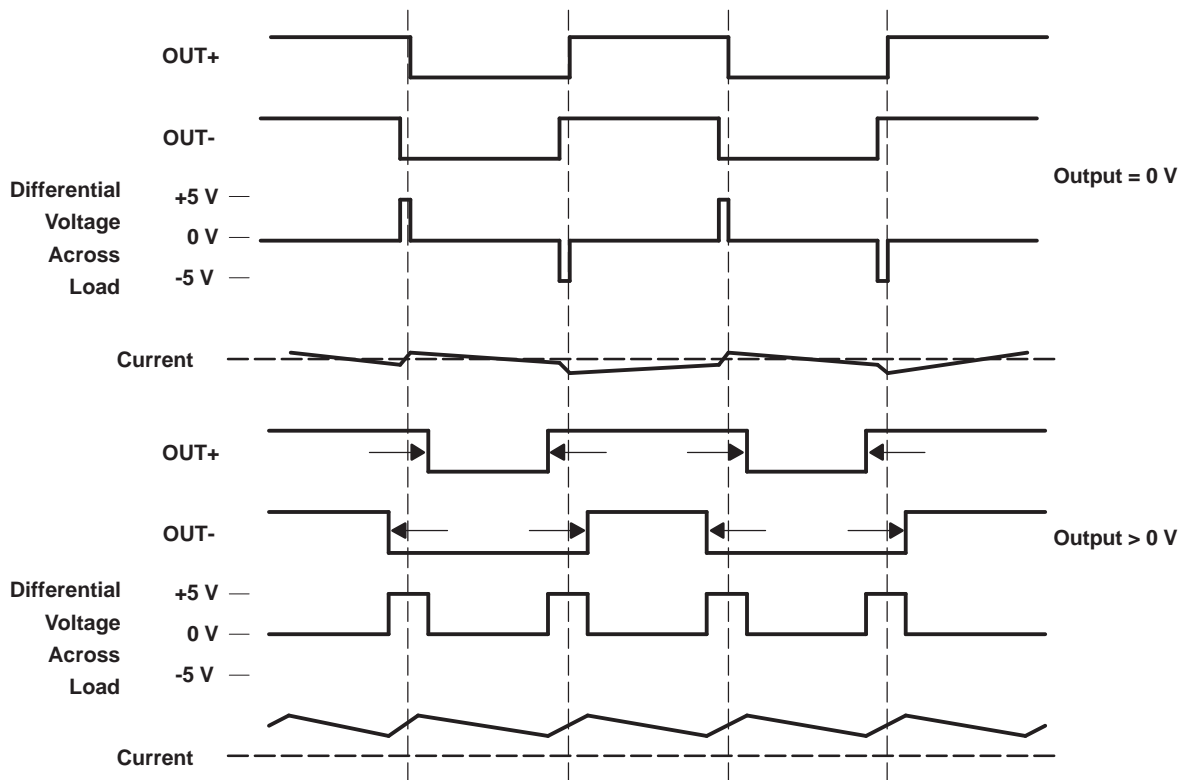 OUT+
OUT-
Output = 0 V
Differential
Voltage
Across
Load
+5 V
0 V
-5 V
Current
OUT+
OUT-
Output > 0 V
Differential
Voltage
Across
Load
+5 V
0 V
-5 V
Current